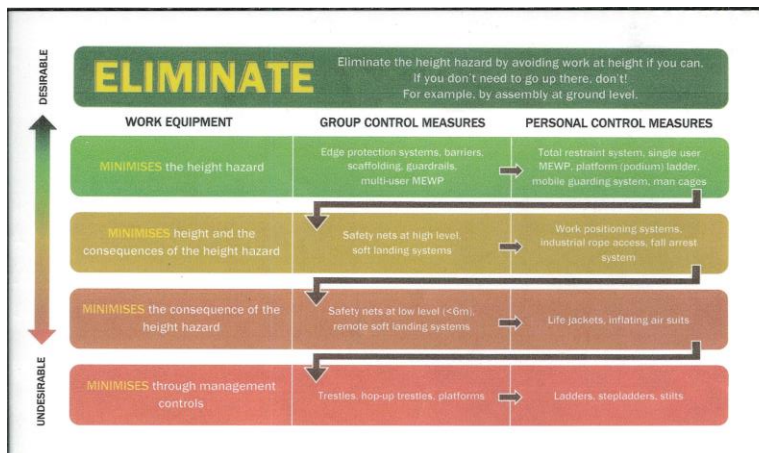 DESIRABLE
ELIMINATE
Eliminate the height hazard by avoiding work at height if you can,
If you don't need to go up there, don't!
For example, by assembly at ground level.
WORK EQUIPMENT
GROUP CONTROL MEASURES
PERSONAL CONTROL MEASURES
MINIMISES the height hazard
Edge protection systems, barriers,
scaffolding, guardrails,
multi-user MEWP
Total restraint system, single user
MEWP, platform (podium) ladder,
mobile guarding system, man cages
MINIMISES height and the
consequences of the height hazard
Safety nets at high level,
soft landing systems
Work positioning systems,
industrial rope access, fall arrest
system
MINIMISES the consequence of the
height hazard
Safety nets at low level (<6m),
remote soft landing systems
Life jackets, inflating air suits
MINIMISES through management
controls
Trestles, hop-up trestles, platforms
Ladders, stepladders, stilts
UNDESIRABLE